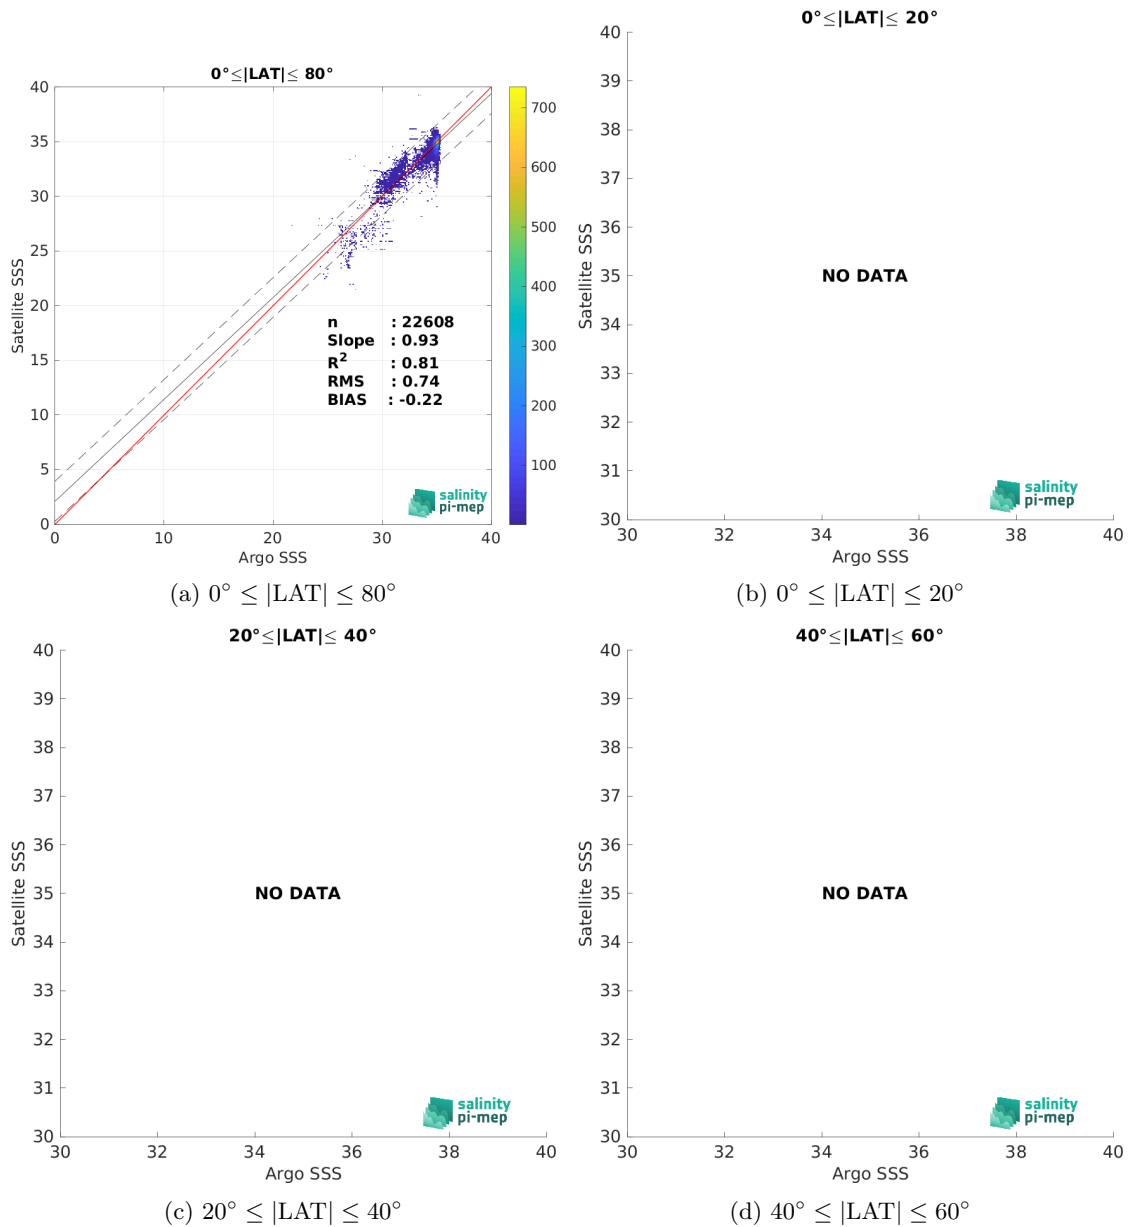 0°≤|LAT|≤ 80°
40
35
30
25
20
15
10
5
0
0
10
20
30
40
Satellite SSS
Argo SSS
n : 22608
Slope : 0.93
R² : 0.81
RMS : 0.74
BIAS : -0.22
salinity
pi-mep
700
600
500
400
300
200
100
(a) 0° ≤ |LAT| ≤ 80°
0°≤|LAT|≤ 20°
40
39
38
37
36
35
34
33
32
31
30
30
32
34
36
38
40
Satellite SSS
Argo SSS
NO DATA
salinity
pi-mep
(b) 0° ≤ |LAT| ≤ 20°
20°≤|LAT|≤ 40°
40
39
38
37
36
35
34
33
32
31
30
30
32
34
36
38
40
Satellite SSS
Argo SSS
NO DATA
salinity
pi-mep
(c) 20° ≤ |LAT| ≤ 40°
40°≤|LAT|≤ 60°
40
39
38
37
36
35
34
33
32
31
30
30
32
34
36
38
40
Satellite SSS
Argo SSS
NO DATA
salinity
pi-mep
(d) 40° ≤ |LAT| ≤ 60°